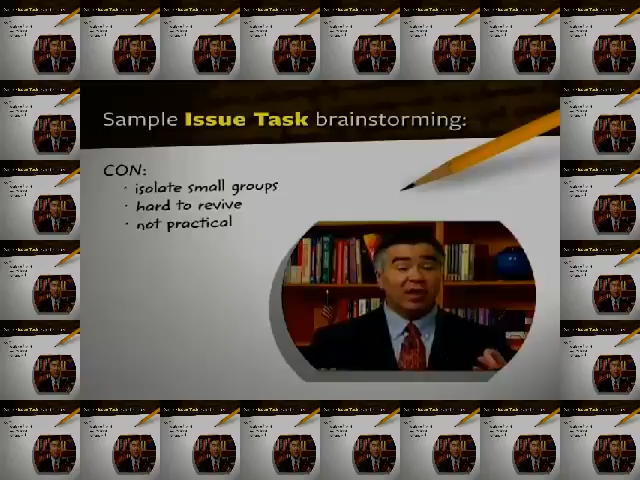 Sample Issue Task brainstorming:
CON:
· isolate small groups
· hard to revive
· not practical